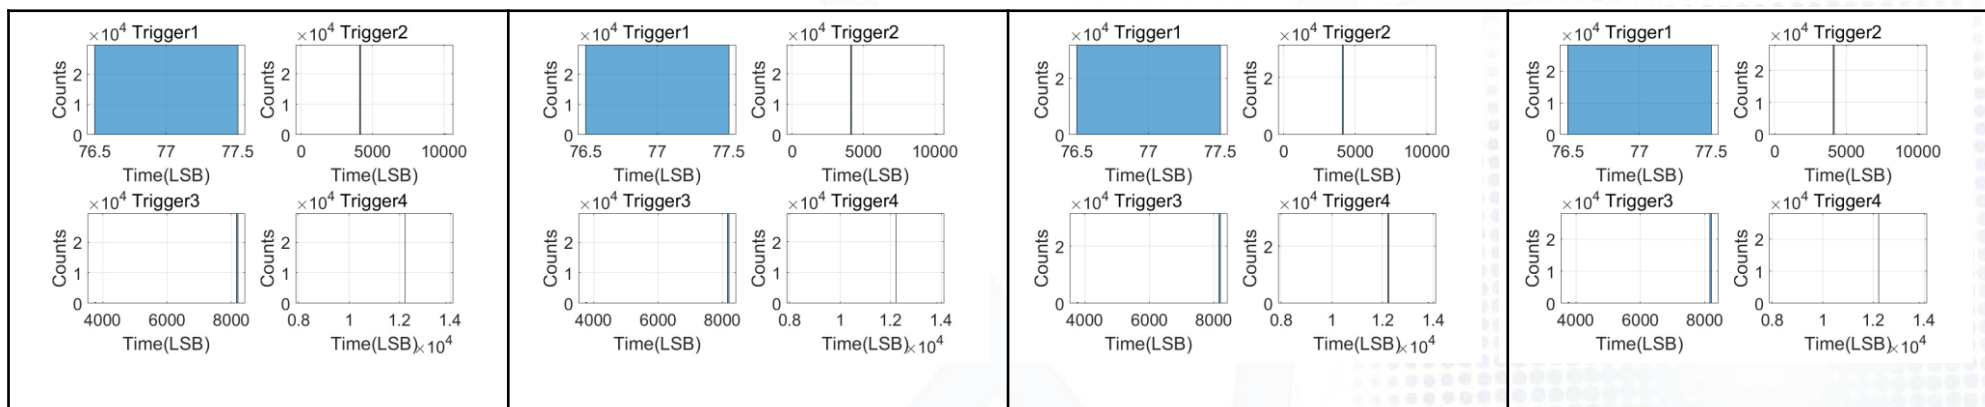 ×10⁴ Trigger1
Counts
2
1
0
76.5 77 77.5
Time(LSB)
×10⁴ Trigger2
Counts
2
1
0
0 5000 10000
Time(LSB)
×10⁴ Trigger3
Counts
2
1
0
4000 6000 8000
Time(LSB)
×10⁴ Trigger4
Counts
2
1
0
0.8 1 1.2 1.4
Time(LSB) ×10⁴
×10⁴ Trigger1
Counts
2
1
0
76.5 77 77.5
Time(LSB)
×10⁴ Trigger2
Counts
2
1
0
0 5000 10000
Time(LSB)
×10⁴ Trigger3
Counts
2
1
0
4000 6000 8000
Time(LSB)
×10⁴ Trigger4
Counts
2
1
0
0.8 1 1.2 1.4
Time(LSB) ×10⁴
×10⁴ Trigger1
Counts
2
0
76.5 77 77.5
Time(LSB)
×10⁴ Trigger2
Counts
2
0
0 5000 10000
Time(LSB)
×10⁴ Trigger3
Counts
2
0
4000 6000 8000
Time(LSB)
×10⁴ Trigger4
Counts
2
0
0.8 1 1.2 1.4
Time(LSB) ×10⁴
×10⁴ Trigger1
Counts
2
1
0
76.5 77 77.5
Time(LSB)
×10⁴ Trigger2
Counts
2
1
0
0 5000 10000
Time(LSB)
×10⁴ Trigger3
Counts
2
1
0
4000 6000 8000
Time(LSB)
×10⁴ Trigger4
Counts
2
1
0
0.8 1 1.2 1.4
Time(LSB) ×10⁴